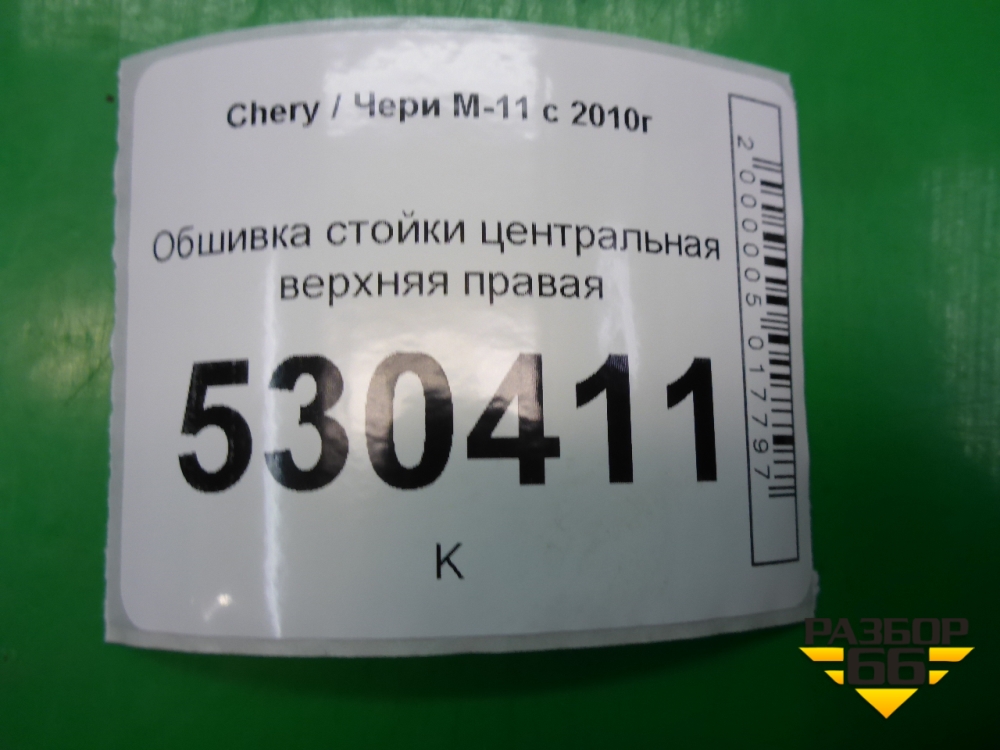 Chery / Чери М-11 с 2010г
Обшивка стойки центральная
верхняя правая
530411
К
2000005017797
РАЗБОР
66